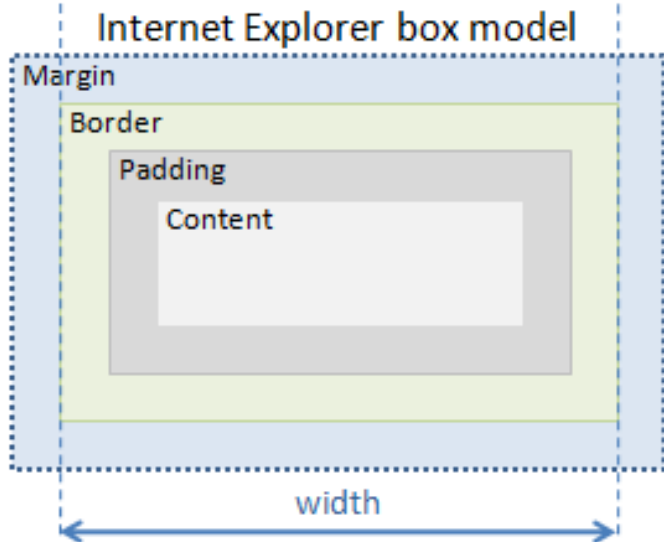 Internet Explorer box model
Margin
Border
Padding
Content
width